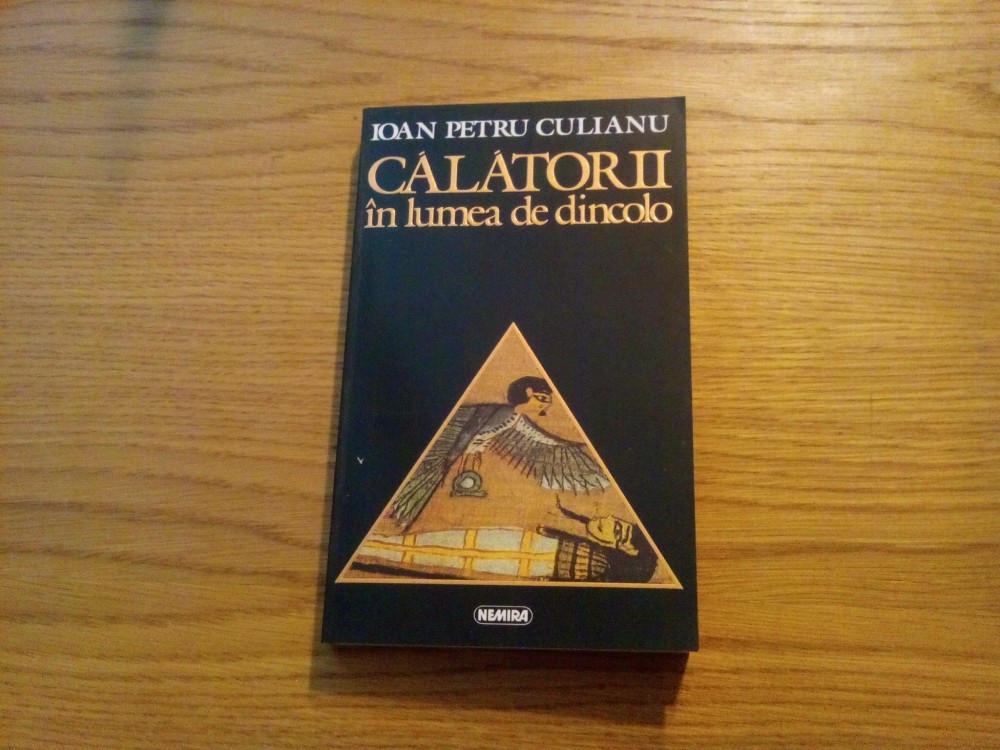 IOAN PETRU CULIANU
CĂLĂTORII
în lumea de dincolo
NEMIRA